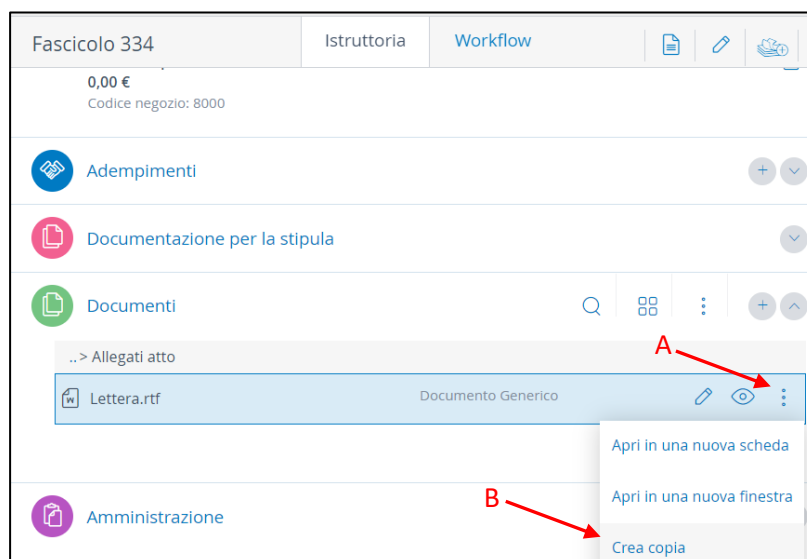 Fascicolo 334
Istruttoria
Workflow
0,00 €
Codice negozio: 8000
Adempimenti
Documentazione per la stipula
Documenti
..> Allegati atto
A
Lettera.rtf
Documento Generico
Apri in una nuova scheda
Apri in una nuova finestra
B
Amministrazione
Crea copia